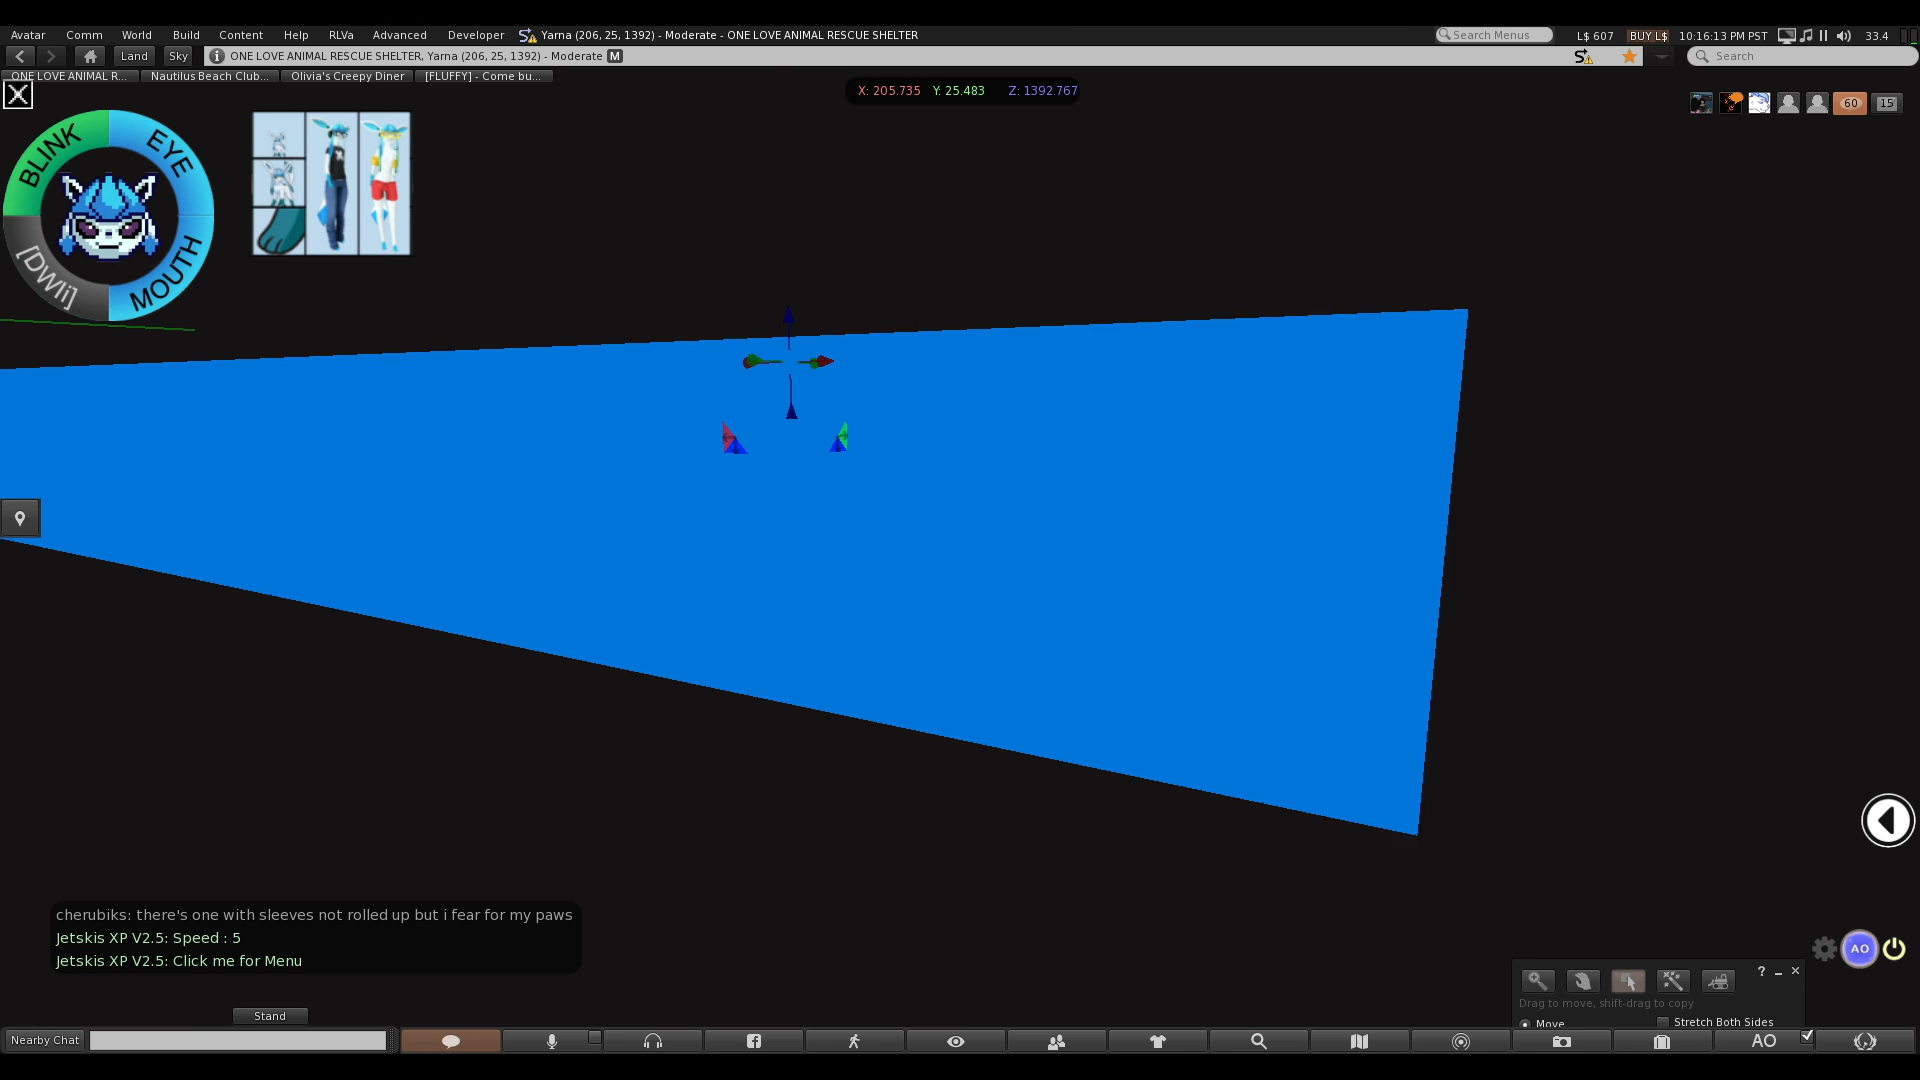 Avatar Comm World Build Content Help RLVa Advanced Developer Yarna (206, 25, 1392) - Moderate - ONE LOVE ANIMAL RESCUE SHELTER Search Menus L$ 607 BUY L$ 10:16:13 PM PST 33.4
Land Sky ONE LOVE ANIMAL RESCUE SHELTER, Yarna (206, 25, 1392) - Moderate M Search
ONE LOVE ANIMAL R... Nautilus Beach Club... Olivia's Creepy Diner [FLUFFY] - Come bu...
X: 205.735 Y: 25.483 Z: 1392.767
60 15
BLINK EYE
[DWIi] MOUTH
cherubiks: there's one with sleeves not rolled up but i fear for my paws
Jetskis XP V2.5: Speed : 5
Jetskis XP V2.5: Click me for Menu
AO
? _ ×
Drag to move, shift-drag to copy
Stand
Move Stretch Both Sides
Nearby Chat AO